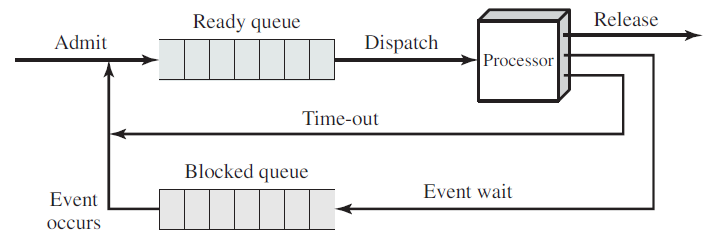 Ready queue
Release
Admit
Dispatch
Processor
Time-out
Blocked queue
Event wait
Event
occurs